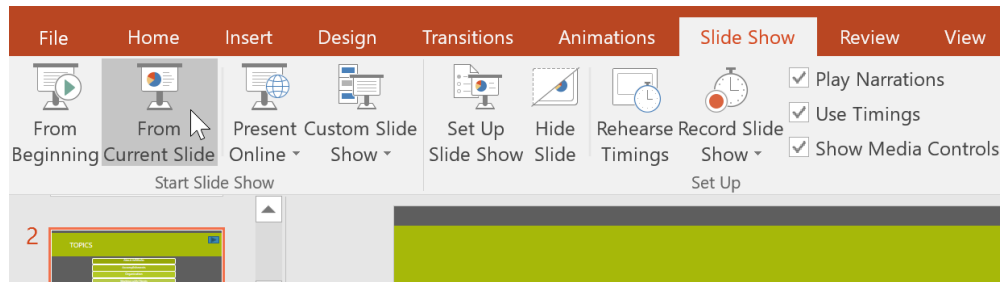 File Home Insert Design Transitions Animations Slide Show Review View
From Beginning
From Current Slide
Present Online
Custom Slide Show
Set Up Slide Show
Hide Slide
Rehearse Timings
Record Slide Show
Play Narrations
Use Timings
Show Media Controls
Start Slide Show
Set Up
2
TOPICS